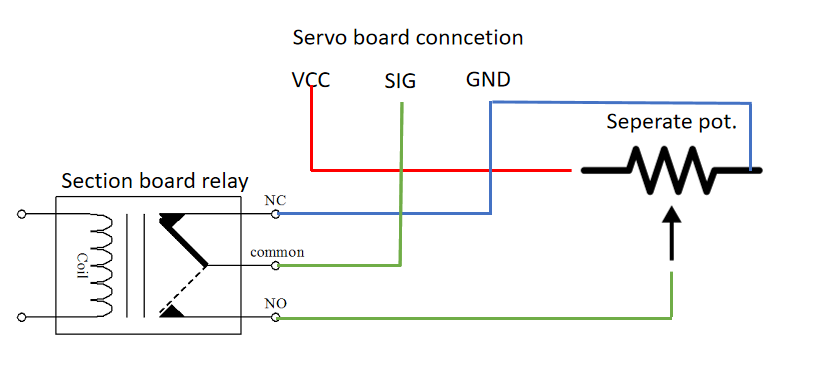 Servo board conncetion
VCC SIG GND
Seperate pot.
Section board relay
NC
common
Coil
NO